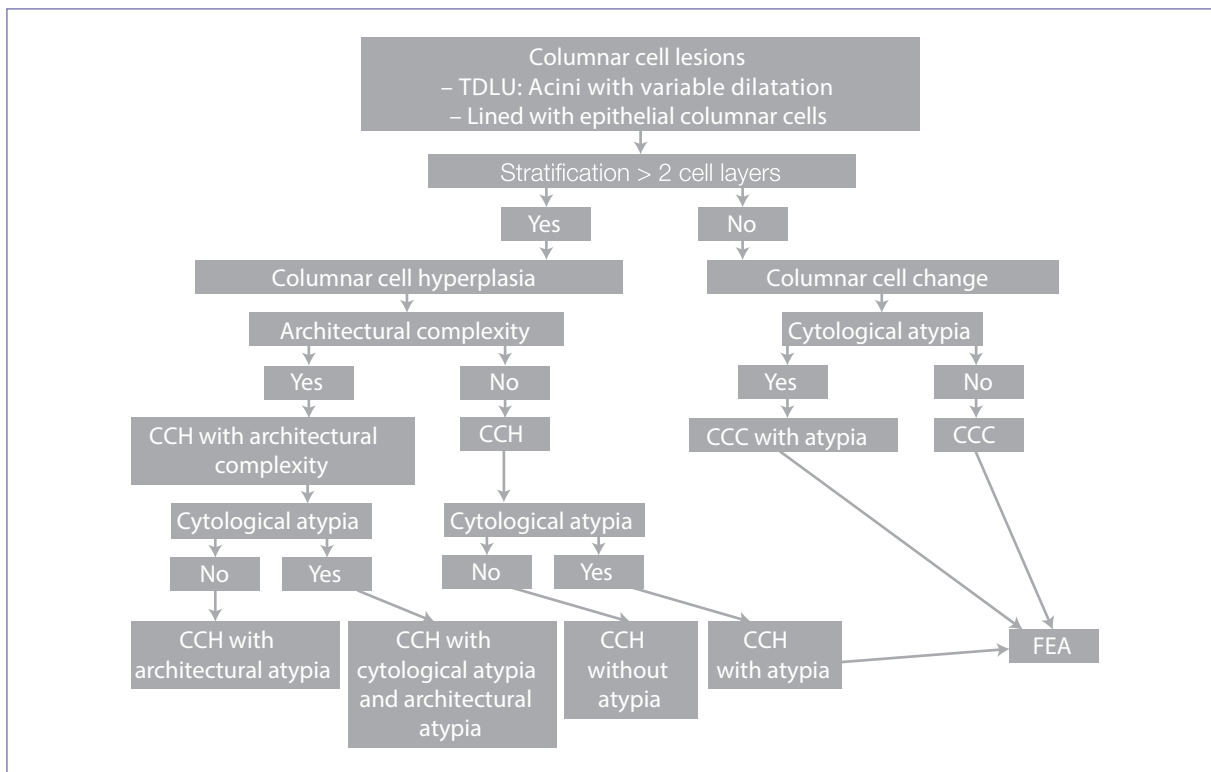 Columnar cell lesions
– TDLU: Acini with variable dilatation
– Lined with epithelial columnar cells
Stratification > 2 cell layers
Yes
No
Columnar cell hyperplasia
Columnar cell change
Architectural complexity
Cytological atypia
Yes
No
Yes
No
CCH with architectural
complexity
CCH
CCC with atypia
CCC
Cytological atypia
Cytological atypia
No
Yes
No
Yes
CCH with
architectural atypia
CCH with
cytological atypia
and architectural
atypia
CCH
without
atypia
CCH
with atypia
FEA